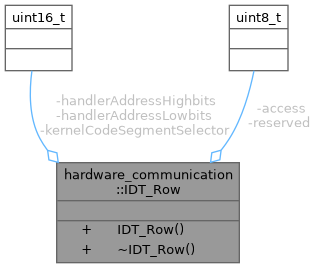 uint16_t
uint8_t
-handlerAddressHighbits
-handlerAddressLowbits
-kernelCodeSegmentSelector
-access
-reserved
hardware_communication
::IDT_Row
+ IDT_Row()
+ ~IDT_Row()